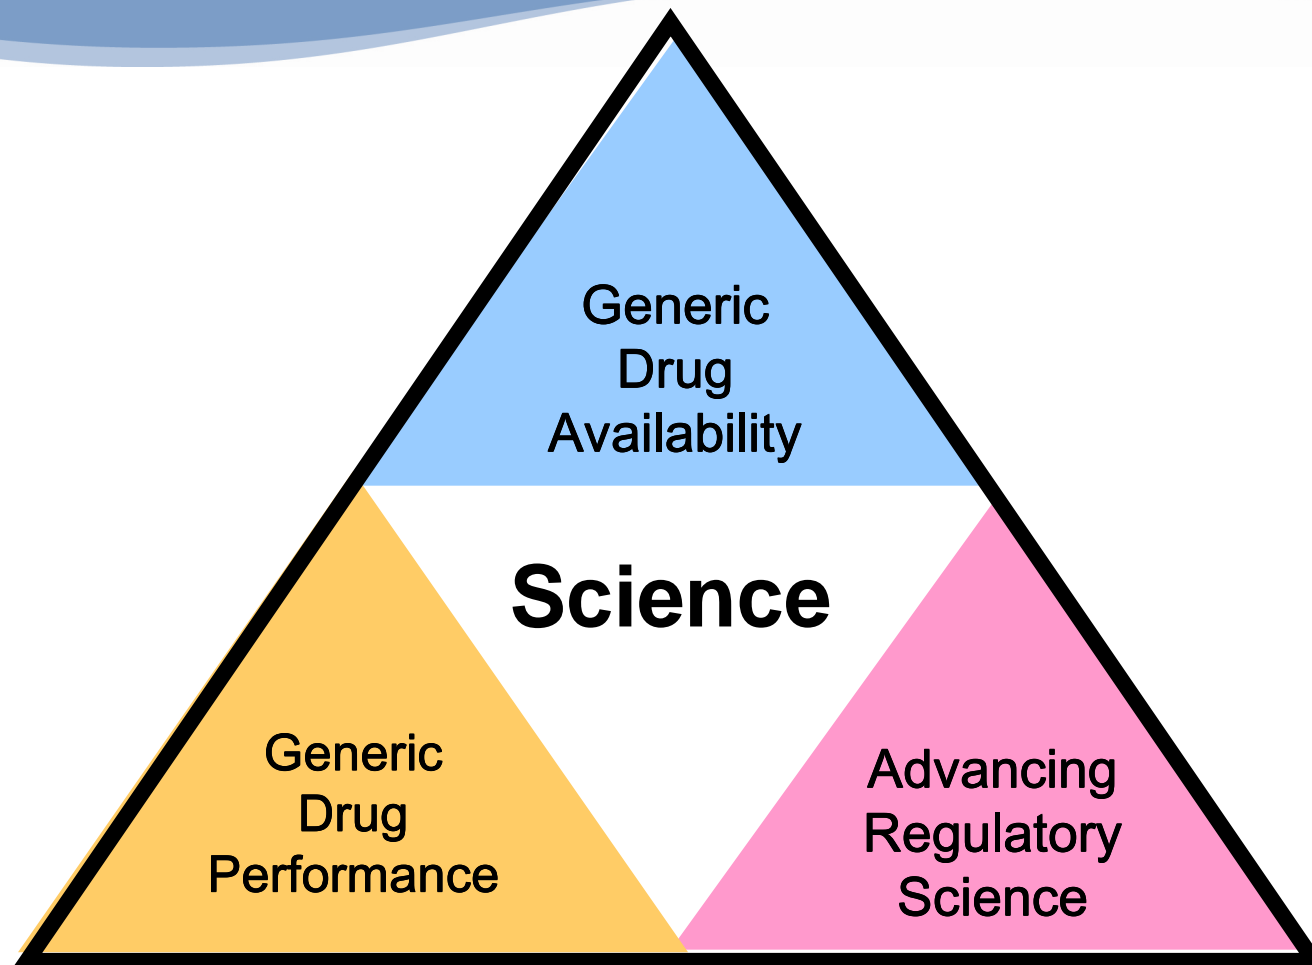 Generic
Drug
Availability
Science
Generic
Drug
Performance
Advancing
Regulatory
Science